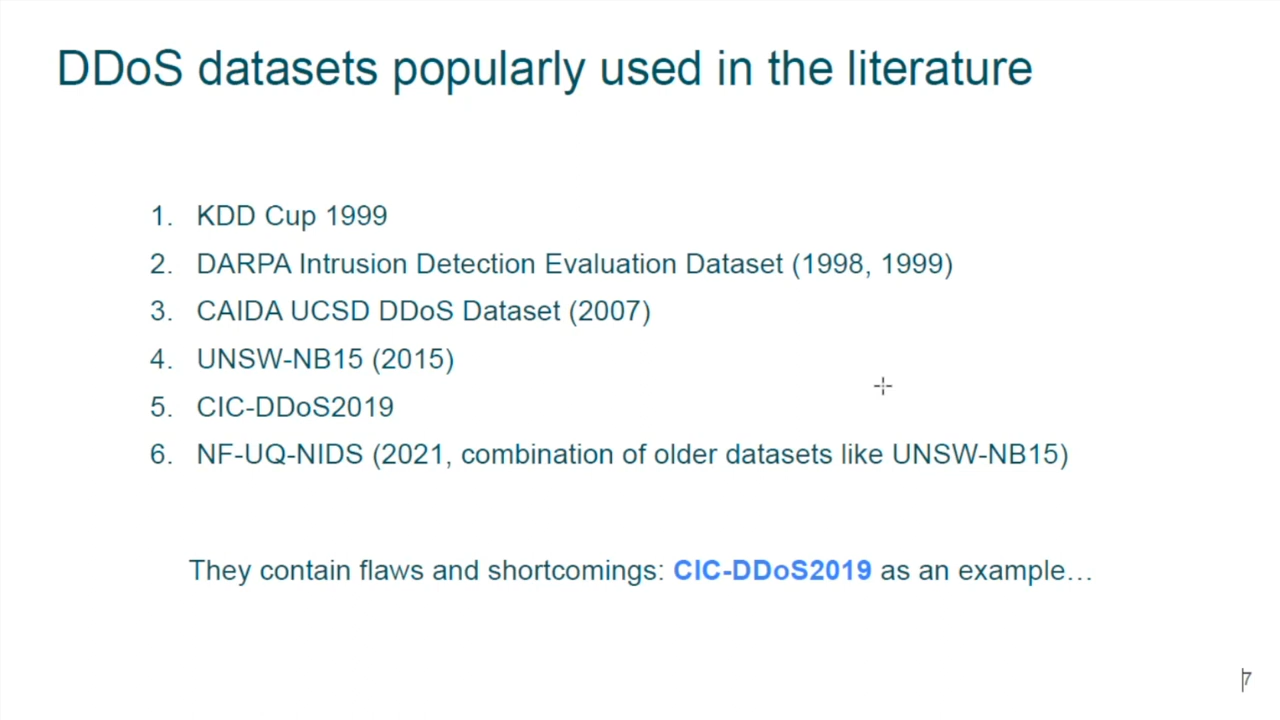 DDoS datasets popularly used in the literature
1. KDD Cup 1999
2. DARPA Intrusion Detection Evaluation Dataset (1998, 1999)
3. CAIDA UCSD DDoS Dataset (2007)
4. UNSW-NB15 (2015)
5. CIC-DDoS2019
6. NF-UQ-NIDS (2021, combination of older datasets like UNSW-NB15)
They contain flaws and shortcomings: CIC-DDoS2019 as an example…
7